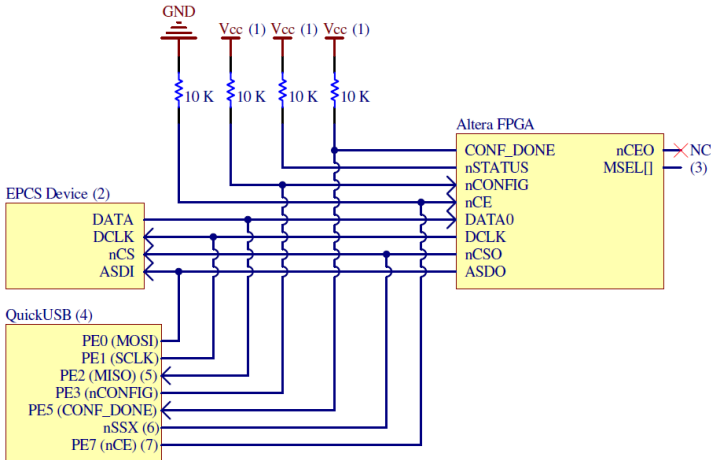 GND
Vcc (1) Vcc (1) Vcc (1)
10 K 10 K 10 K 10 K
Altera FPGA
CONF_DONE
nSTATUS
nCONFIG
nCE
DATA0
DCLK
nCSO
ASDO
nCEO NC
MSEL[] (3)
EPCS Device (2)
DATA
DCLK
nCS
ASDI
QuickUSB (4)
PE0 (MOSI)
PE1 (SCLK)
PE2 (MISO) (5)
PE3 (nCONFIG)
PE5 (CONF_DONE)
nSSX (6)
PE7 (nCE) (7)